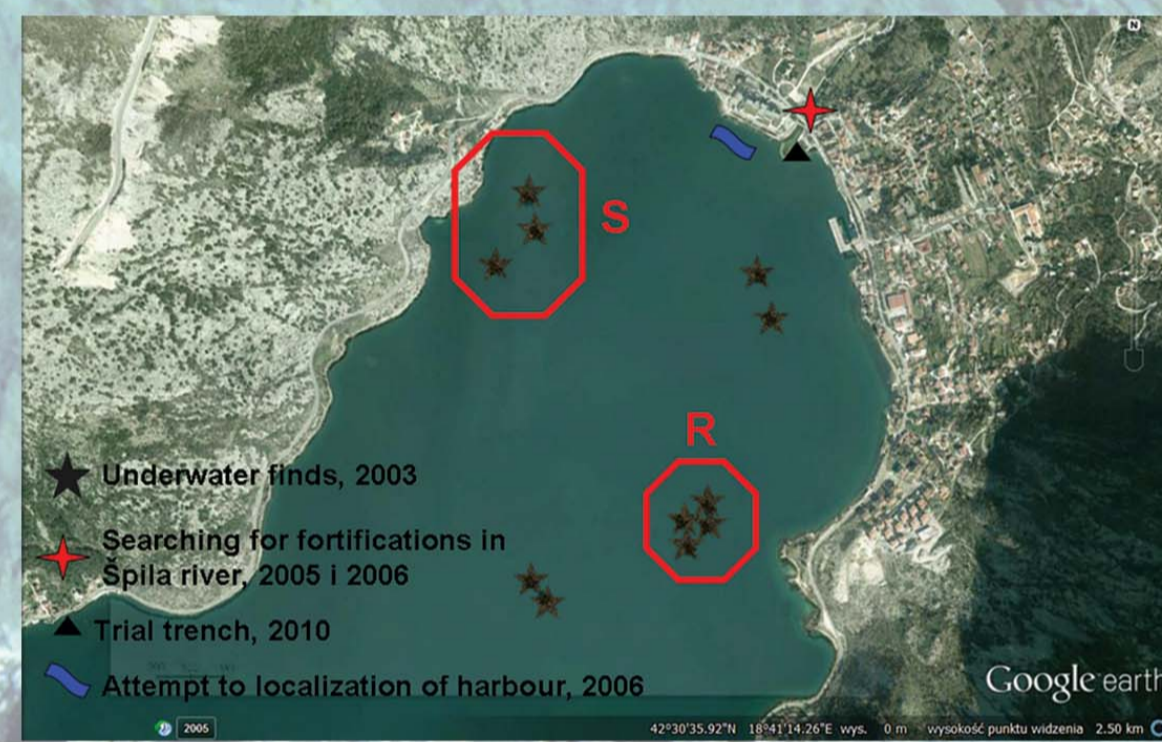 N
S
R
Underwater finds, 2003
Searching for fortifications in
Špila river, 2005 i 2006
Trial trench, 2010
Attempt to localization of harbour, 2006
Google earth
2005
42°30'35.92"N 18°41'14.26"E wys. 0 m wysokość punktu widzenia 2.50 km